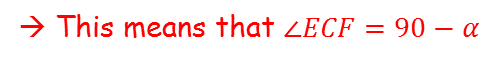 → This means that ∠ECF = 90 − α